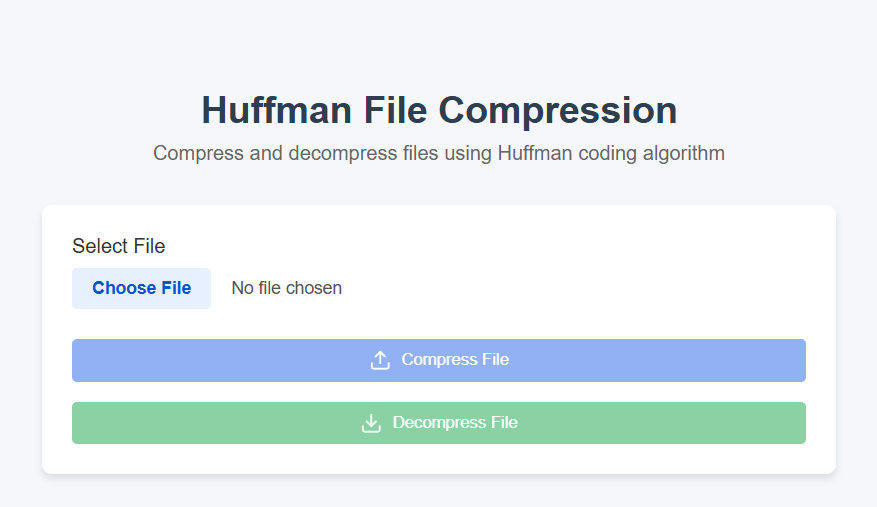 Huffman File Compression
Compress and decompress files using Huffman coding algorithm
Select File
Choose File No file chosen
Compress File
Decompress File